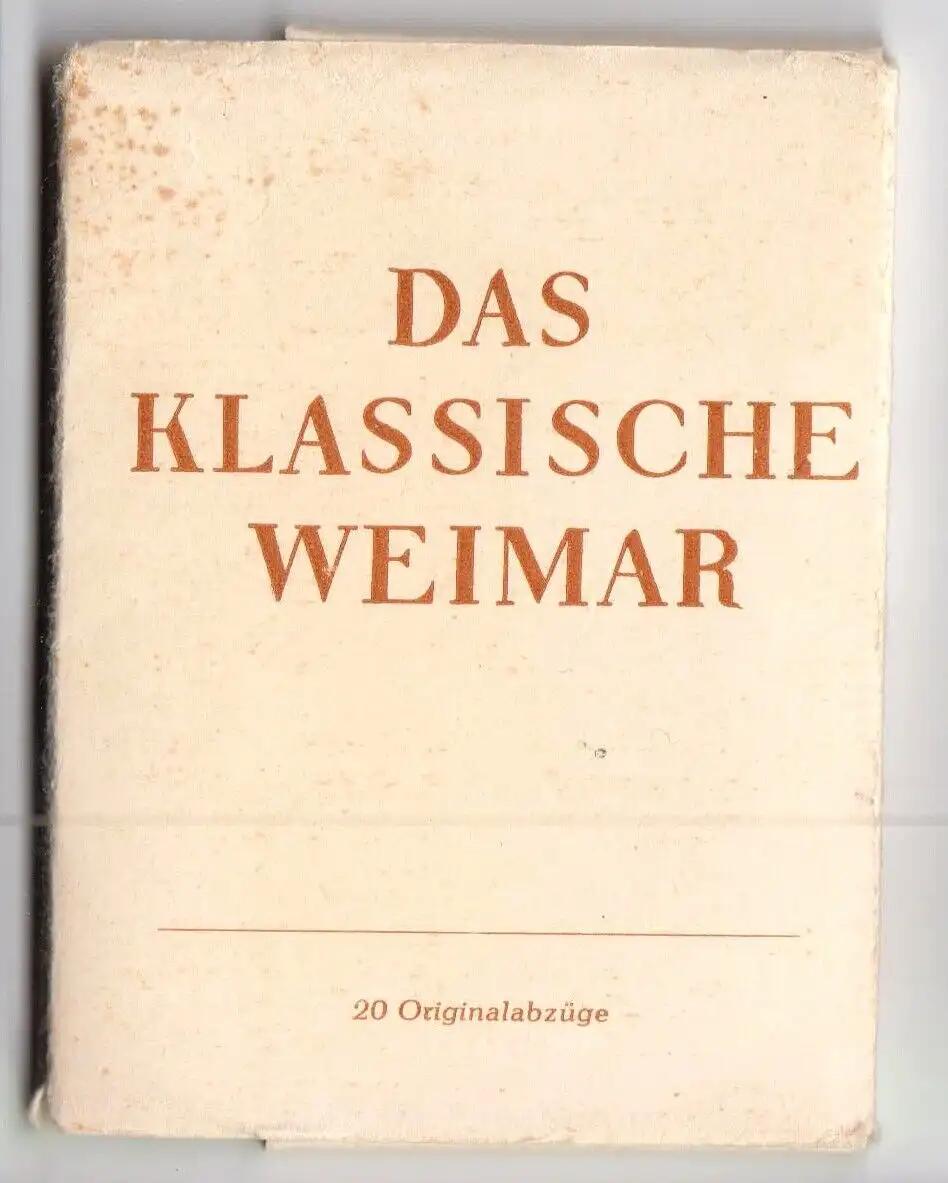 DAS
KLASSISCHE
WEIMAR
20 Originalabzüge